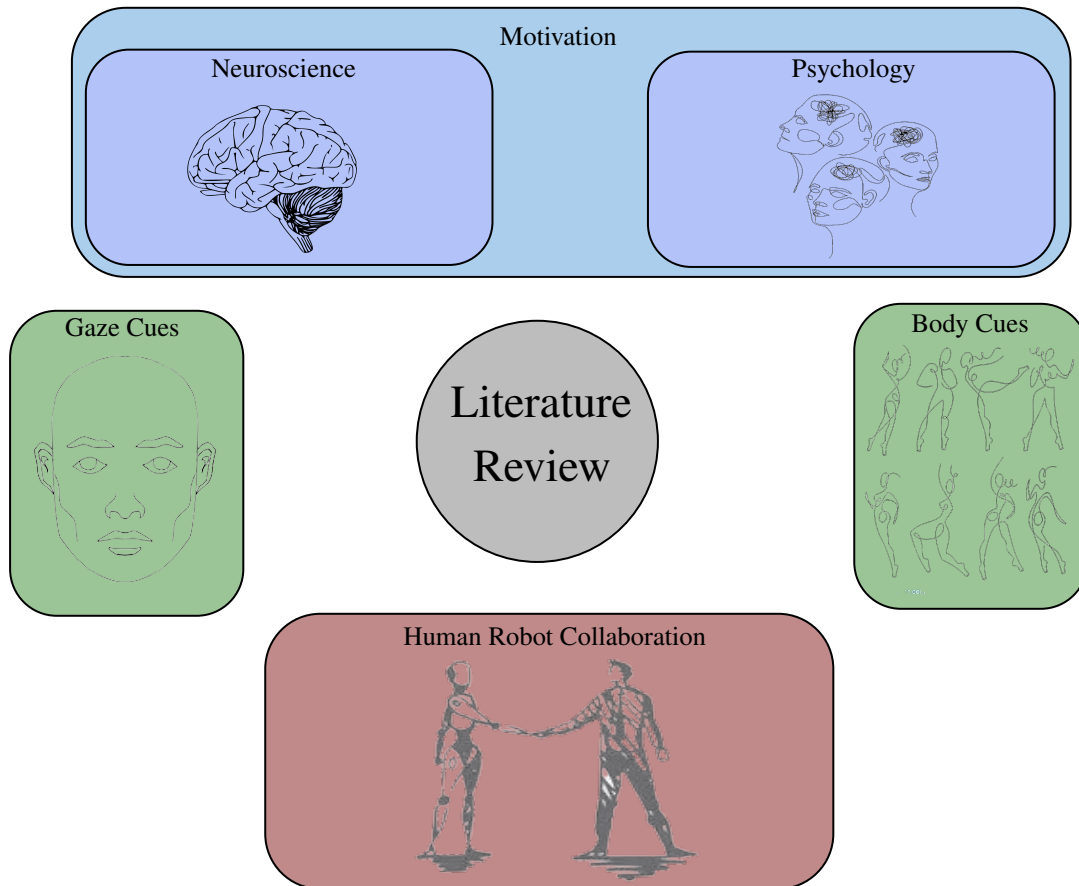 Motivation
Neuroscience
Psychology
Gaze Cues
Body Cues
Literature
Review
Human Robot Collaboration